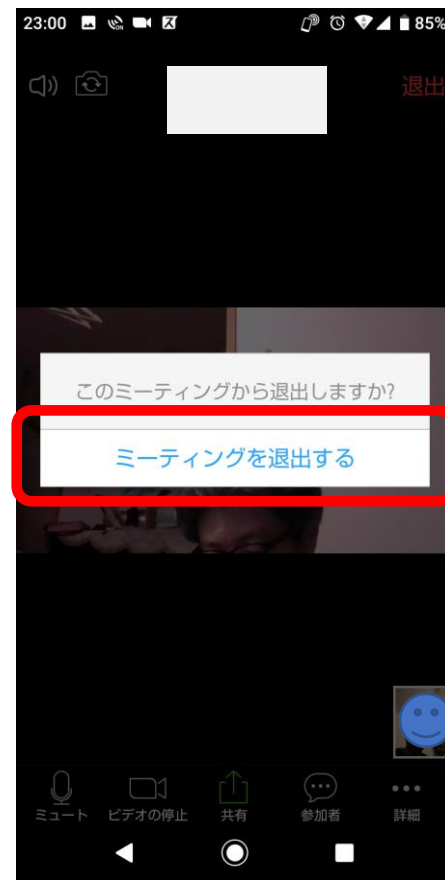 23:00 85%
退出
このミーティングから退出しますか?
ミーティングを退出する
ミュート ビデオの停止 共有 参加者 詳細